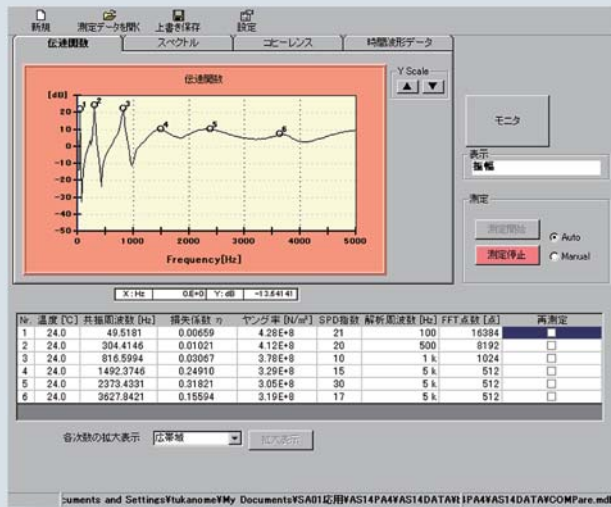 新規 測定データを開く 上書き保存 設定
伝達関数 スペクトル コヒーレンス 時間波形データ
伝達関数
Y Scale
▲ ▼
[dB]
20
10
0
-10
-20
-30
-40
-50
1 2 3 4 5 6
0 1000 2000 3000 4000 5000
Frequency[Hz]
モニタ
表示
振幅
測定
測定開始
測定停止
Auto
Manual
X : Hz 0.E+0 Y : dB -13.64141
Nr. 温度 [℃] 共振周波数 [Hz] 損失係数 η ヤング率 [N/m²] SPD指数 解析周波数 [Hz] FFT点数 [点] 再測定
1 24.0 49.5181 0.00659 4.28E+8 21 100 16384
2 24.0 304.4146 0.01021 4.12E+8 20 500 8192
3 24.0 816.5994 0.03067 3.78E+8 10 1 k 1024
4 24.0 1492.3746 0.24910 3.29E+8 15 5 k 512
5 24.0 2373.4331 0.31821 3.05E+8 30 5 k 512
6 24.0 3627.8421 0.15594 3.19E+8 17 5 k 512
各次数の拡大表示 広帯域 拡大表示
cuments and Settings¥tukanome¥My Documents¥SA01応用¥AS14PA4¥AS14DATA¥ IPA4¥AS14DATA¥COMPare.mdb